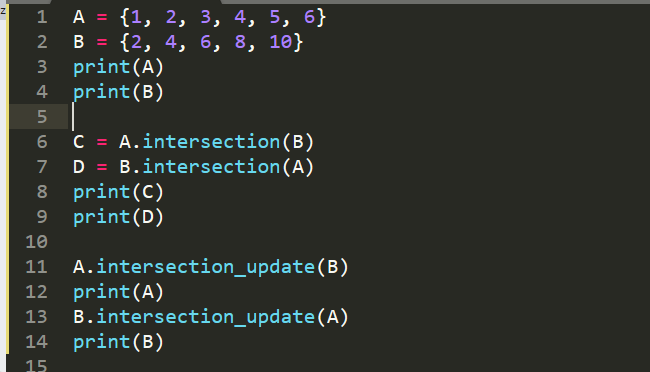 z
1 A = {1, 2, 3, 4, 5, 6}
2 B = {2, 4, 6, 8, 10}
3 print(A)
4 print(B)
5
6 C = A.intersection(B)
7 D = B.intersection(A)
8 print(C)
9 print(D)
10
11 A.intersection_update(B)
12 print(A)
13 B.intersection_update(A)
14 print(B)
15